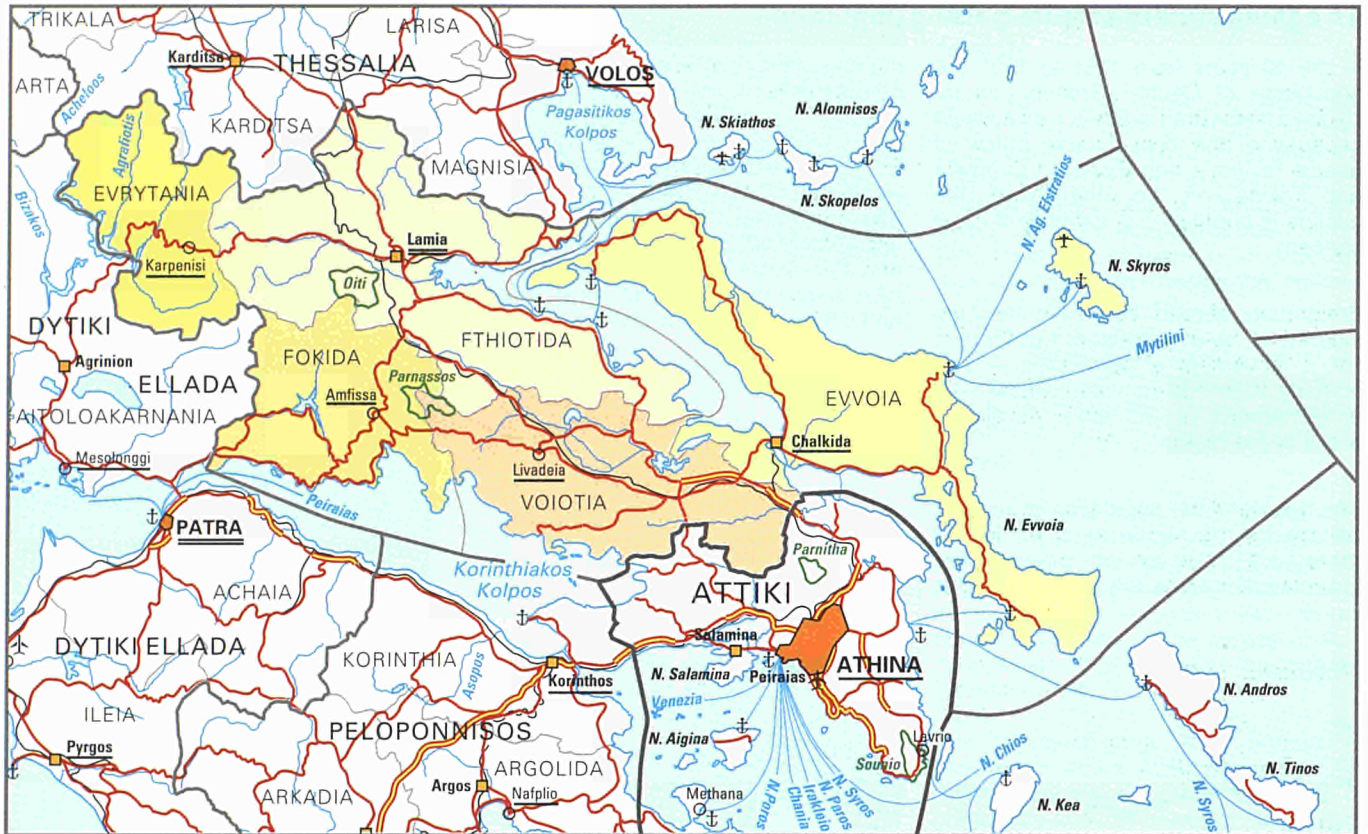 TRIKALA
LARISA
Karditsa
THESSALIA
VOLOS
ARTA
Acheloos
Agrafiotis
KARDITSA
Pagasitikos
Kolpos
N. Skiathos
N. Alonnisos
MAGNISIA
EVRYTANIA
N. Skopelos
Bizakos
N. Ag. Efstratios
Karpenisi
Lamia
Oiti
N. Skyros
DYTIKI
ELLADA
Agrinion
FOKIDA
FTHIOTIDA
Mytilini
Parnassos
Amfissa
EVVOIA
AITOLOAKARNANIA
Mesolonggi
Livadeia
Chalkida
VOIOTIA
Peiraias
PATRA
N. Evvoia
Parnitha
Korinthiakos
Kolpos
ATTIKI
ACHAIA
DYTIKI ELLADA
KORINTHIA
Asopos
Salamina
Korinthos
N. Salamina
Peiraias
ATHINA
N. Andros
Venezia
ILEIA
PELOPONNISOS
N. Aigina
Lavrio
Sounio
N. Chios
Pyrgos
ARGOLIDA
N. Tinos
ARKADIA
Argos
Nafplio
Methana
N. Poros
Chania
Irakleio
N. Paros
N. Syros
N. Kea
N. Syros